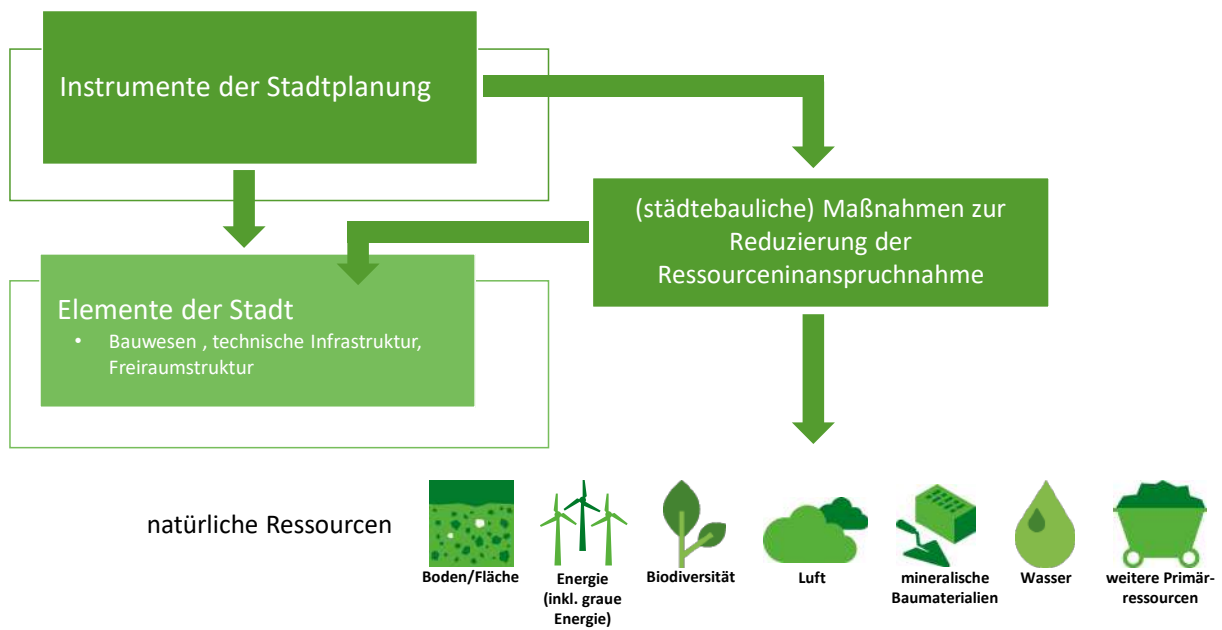 Instrumente der Stadtplanung
(städtebauliche) Maßnahmen zur
Reduzierung der
Ressourceninanspruchnahme
Elemente der Stadt
• Bauwesen , technische Infrastruktur,
Freiraumstruktur
natürliche Ressourcen
Boden/Fläche
Energie
(inkl. graue
Energie)
Biodiversität
Luft
mineralische
Baumaterialien
Wasser
weitere Primär-
ressourcen